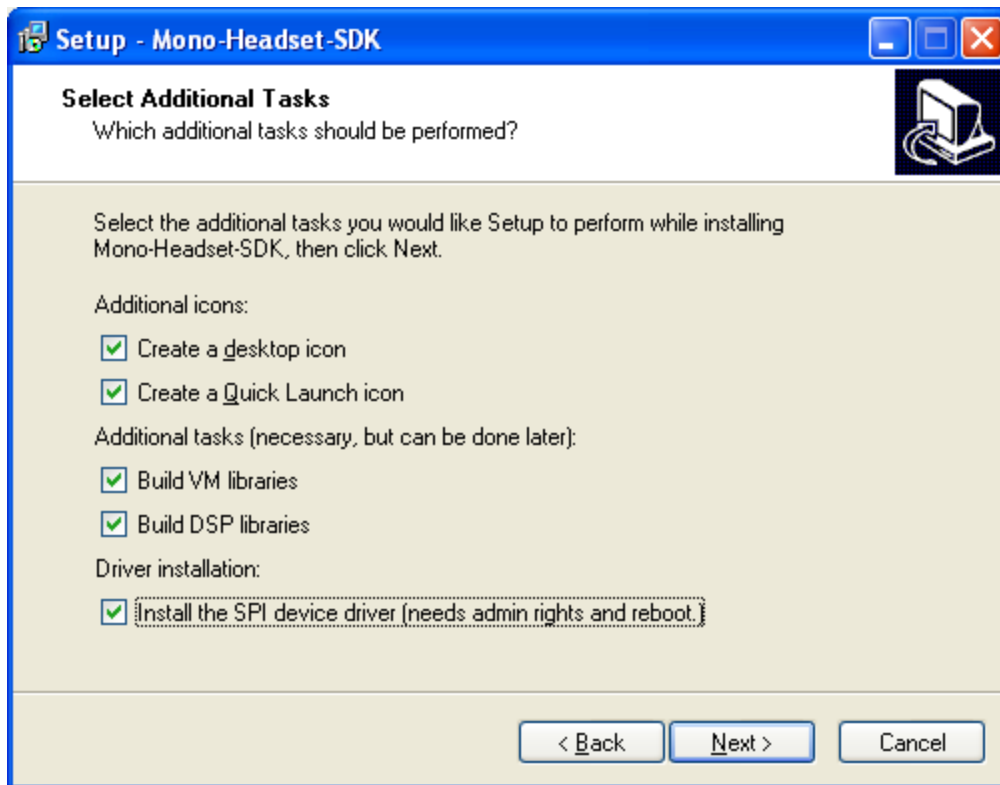 Setup - Mono-Headset-SDK
Select Additional Tasks
Which additional tasks should be performed?
Select the additional tasks you would like Setup to perform while installing
Mono-Headset-SDK, then click Next.
Additional icons:
Create a desktop icon
Create a Quick Launch icon
Additional tasks (necessary, but can be done later):
Build VM libraries
Build DSP libraries
Driver installation:
Install the SPI device driver (needs admin rights and reboot.)
< Back Next > Cancel